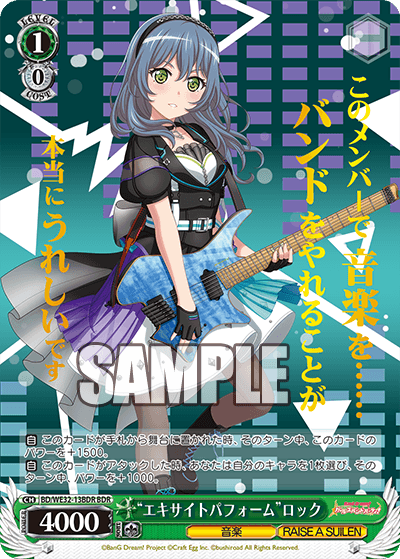 LEVEL
1
0
COST
このメンバーで、音楽を……
バンドをやれることが
本当にうれしいです
SAMPLE
自 このカードが手札から舞台に置かれた時、そのターン中、このカードの
パワーを＋1500。
自 このカードがアタックした時、あなたは自分のキャラを1枚選び、そのター
ン中、パワーを＋1000。
CH BD/WE32-13BDR BDR
POWER
4000
“エキサイトパフォーム”ロック
音楽
RAISE A SUILEN
©BanG Dream! Project ©Craft Egg Inc. ©bushiroad All Rights Reserved.